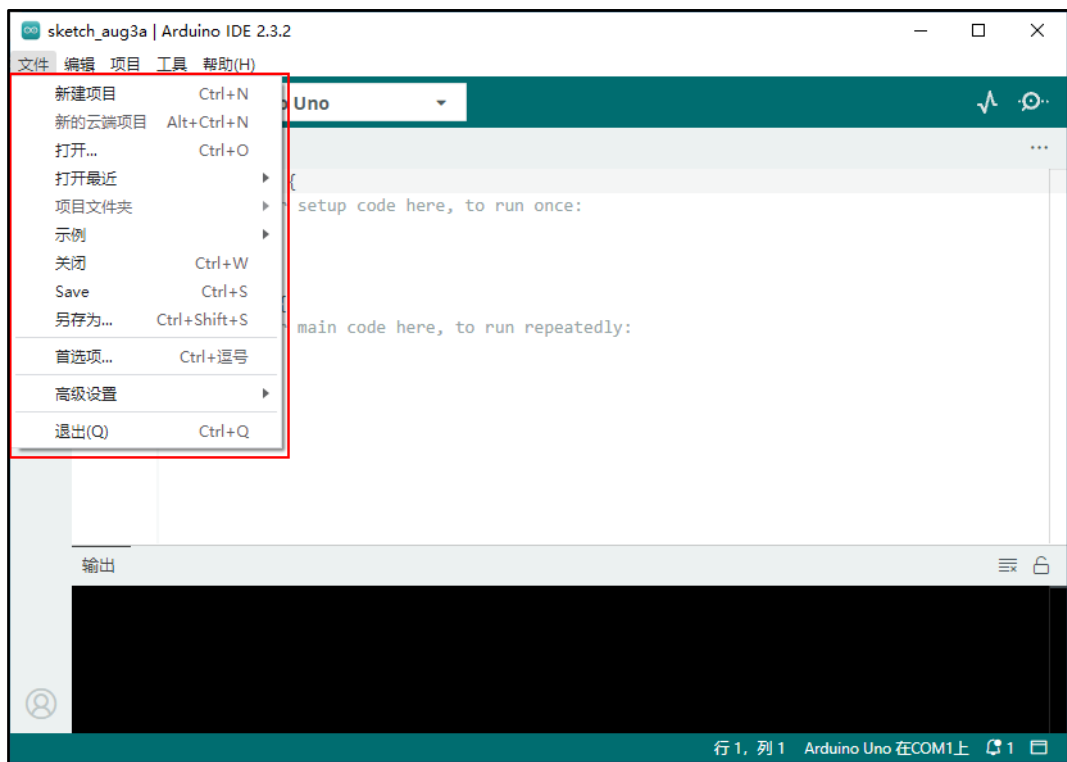 sketch_aug3a | Arduino IDE 2.3.2
文件 编辑 项目 工具 帮助(H)
新建项目 Ctrl+N
Uno
新的云端项目 Alt+Ctrl+N
打开... Ctrl+O
打开最近
{
项目文件夹
setup code here, to run once:
示例
关闭 Ctrl+W
Save Ctrl+S
另存为... Ctrl+Shift+S
main code here, to run repeatedly:
首选项... Ctrl+逗号
高级设置
退出(Q) Ctrl+Q
输出
行 1, 列 1 Arduino Uno 在COM1上 1